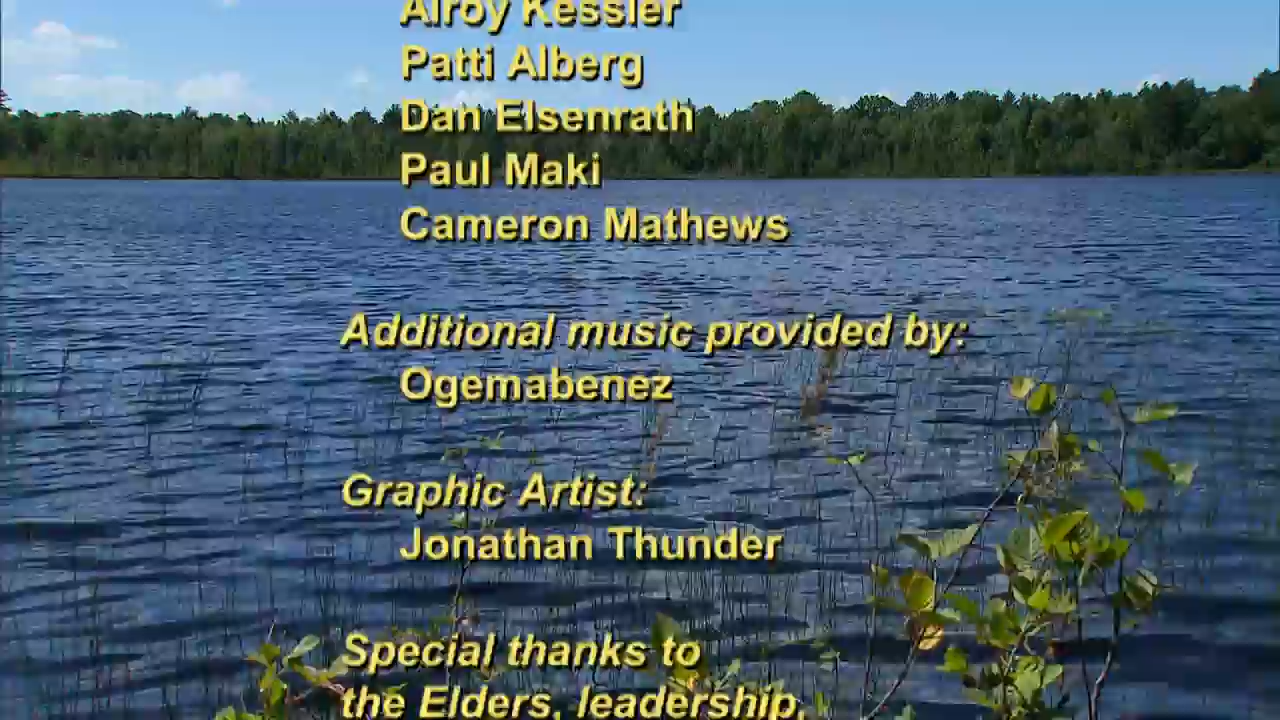 Alroy Kessler
Patti Alberg
Dan Elsenrath
Paul Maki
Cameron Mathews
Additional music provided by:
Ogemabenez
Graphic Artist:
Jonathan Thunder
Special thanks to
the Elders, leadership,